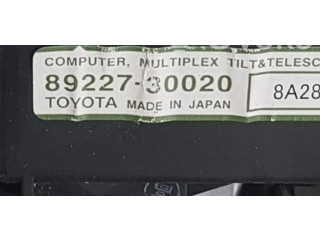 COMPUTER, MULTIPLEX TILT&TELESC
89227-30020 8A28
TOYOTA MADE IN JAPAN